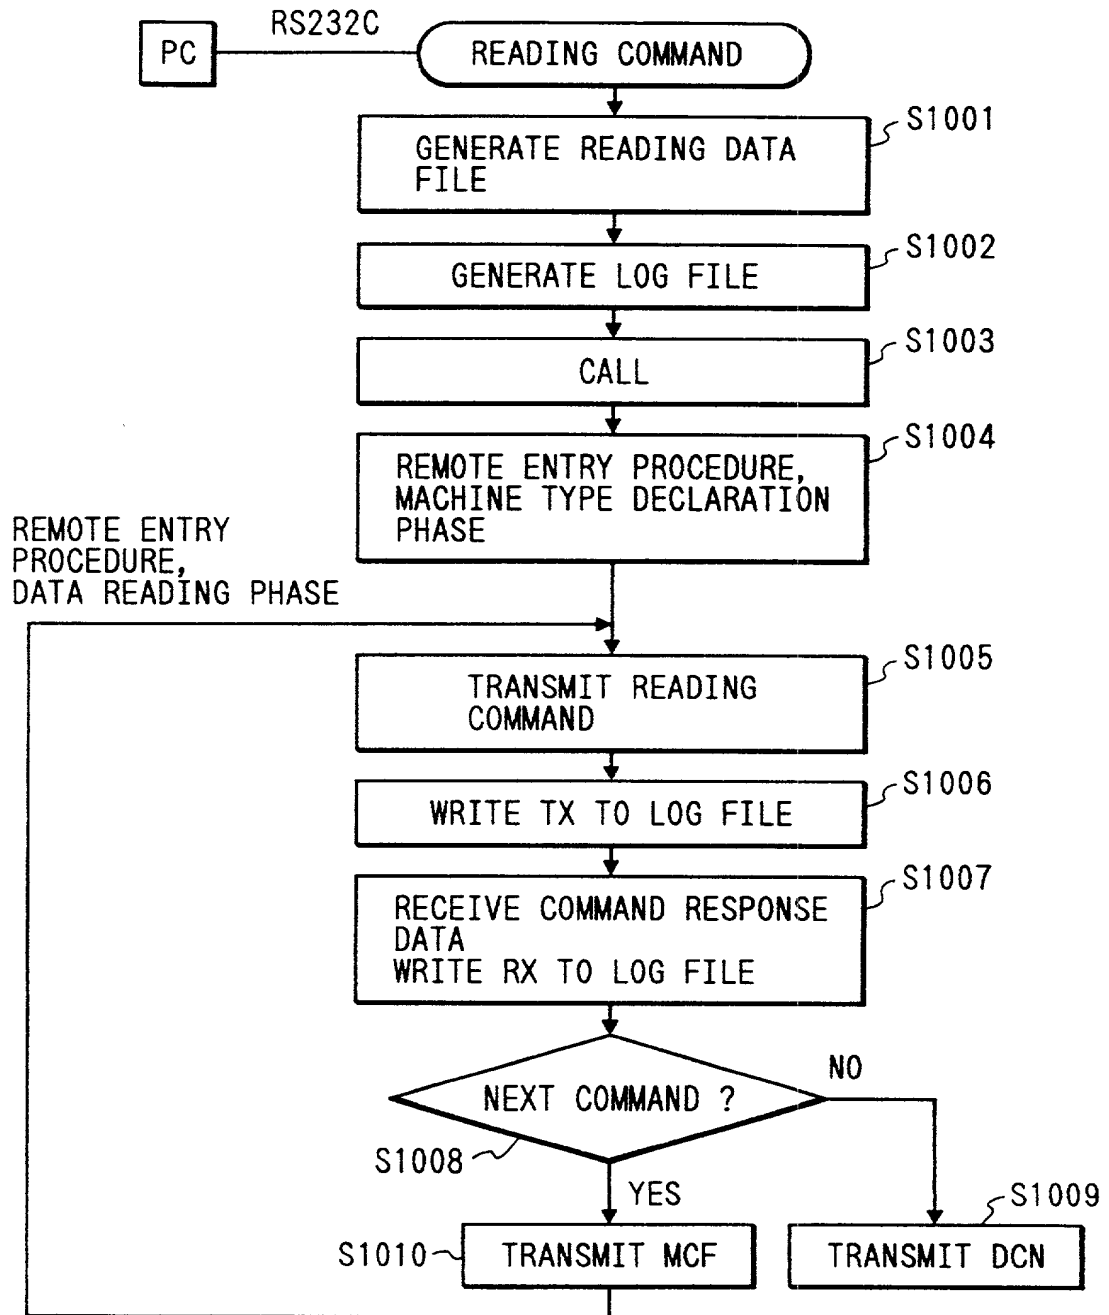 RS232C
PC
READING COMMAND
S1001
GENERATE READING DATA
FILE
S1002
GENERATE LOG FILE
S1003
CALL
S1004
REMOTE ENTRY PROCEDURE,
MACHINE TYPE DECLARATION
PHASE
REMOTE ENTRY
PROCEDURE,
DATA READING PHASE
S1005
TRANSMIT READING
COMMAND
S1006
WRITE TX TO LOG FILE
S1007
RECEIVE COMMAND RESPONSE
DATA
WRITE RX TO LOG FILE
NEXT COMMAND ?
NO
S1008
YES
S1009
S1010
TRANSMIT MCF
TRANSMIT DCN